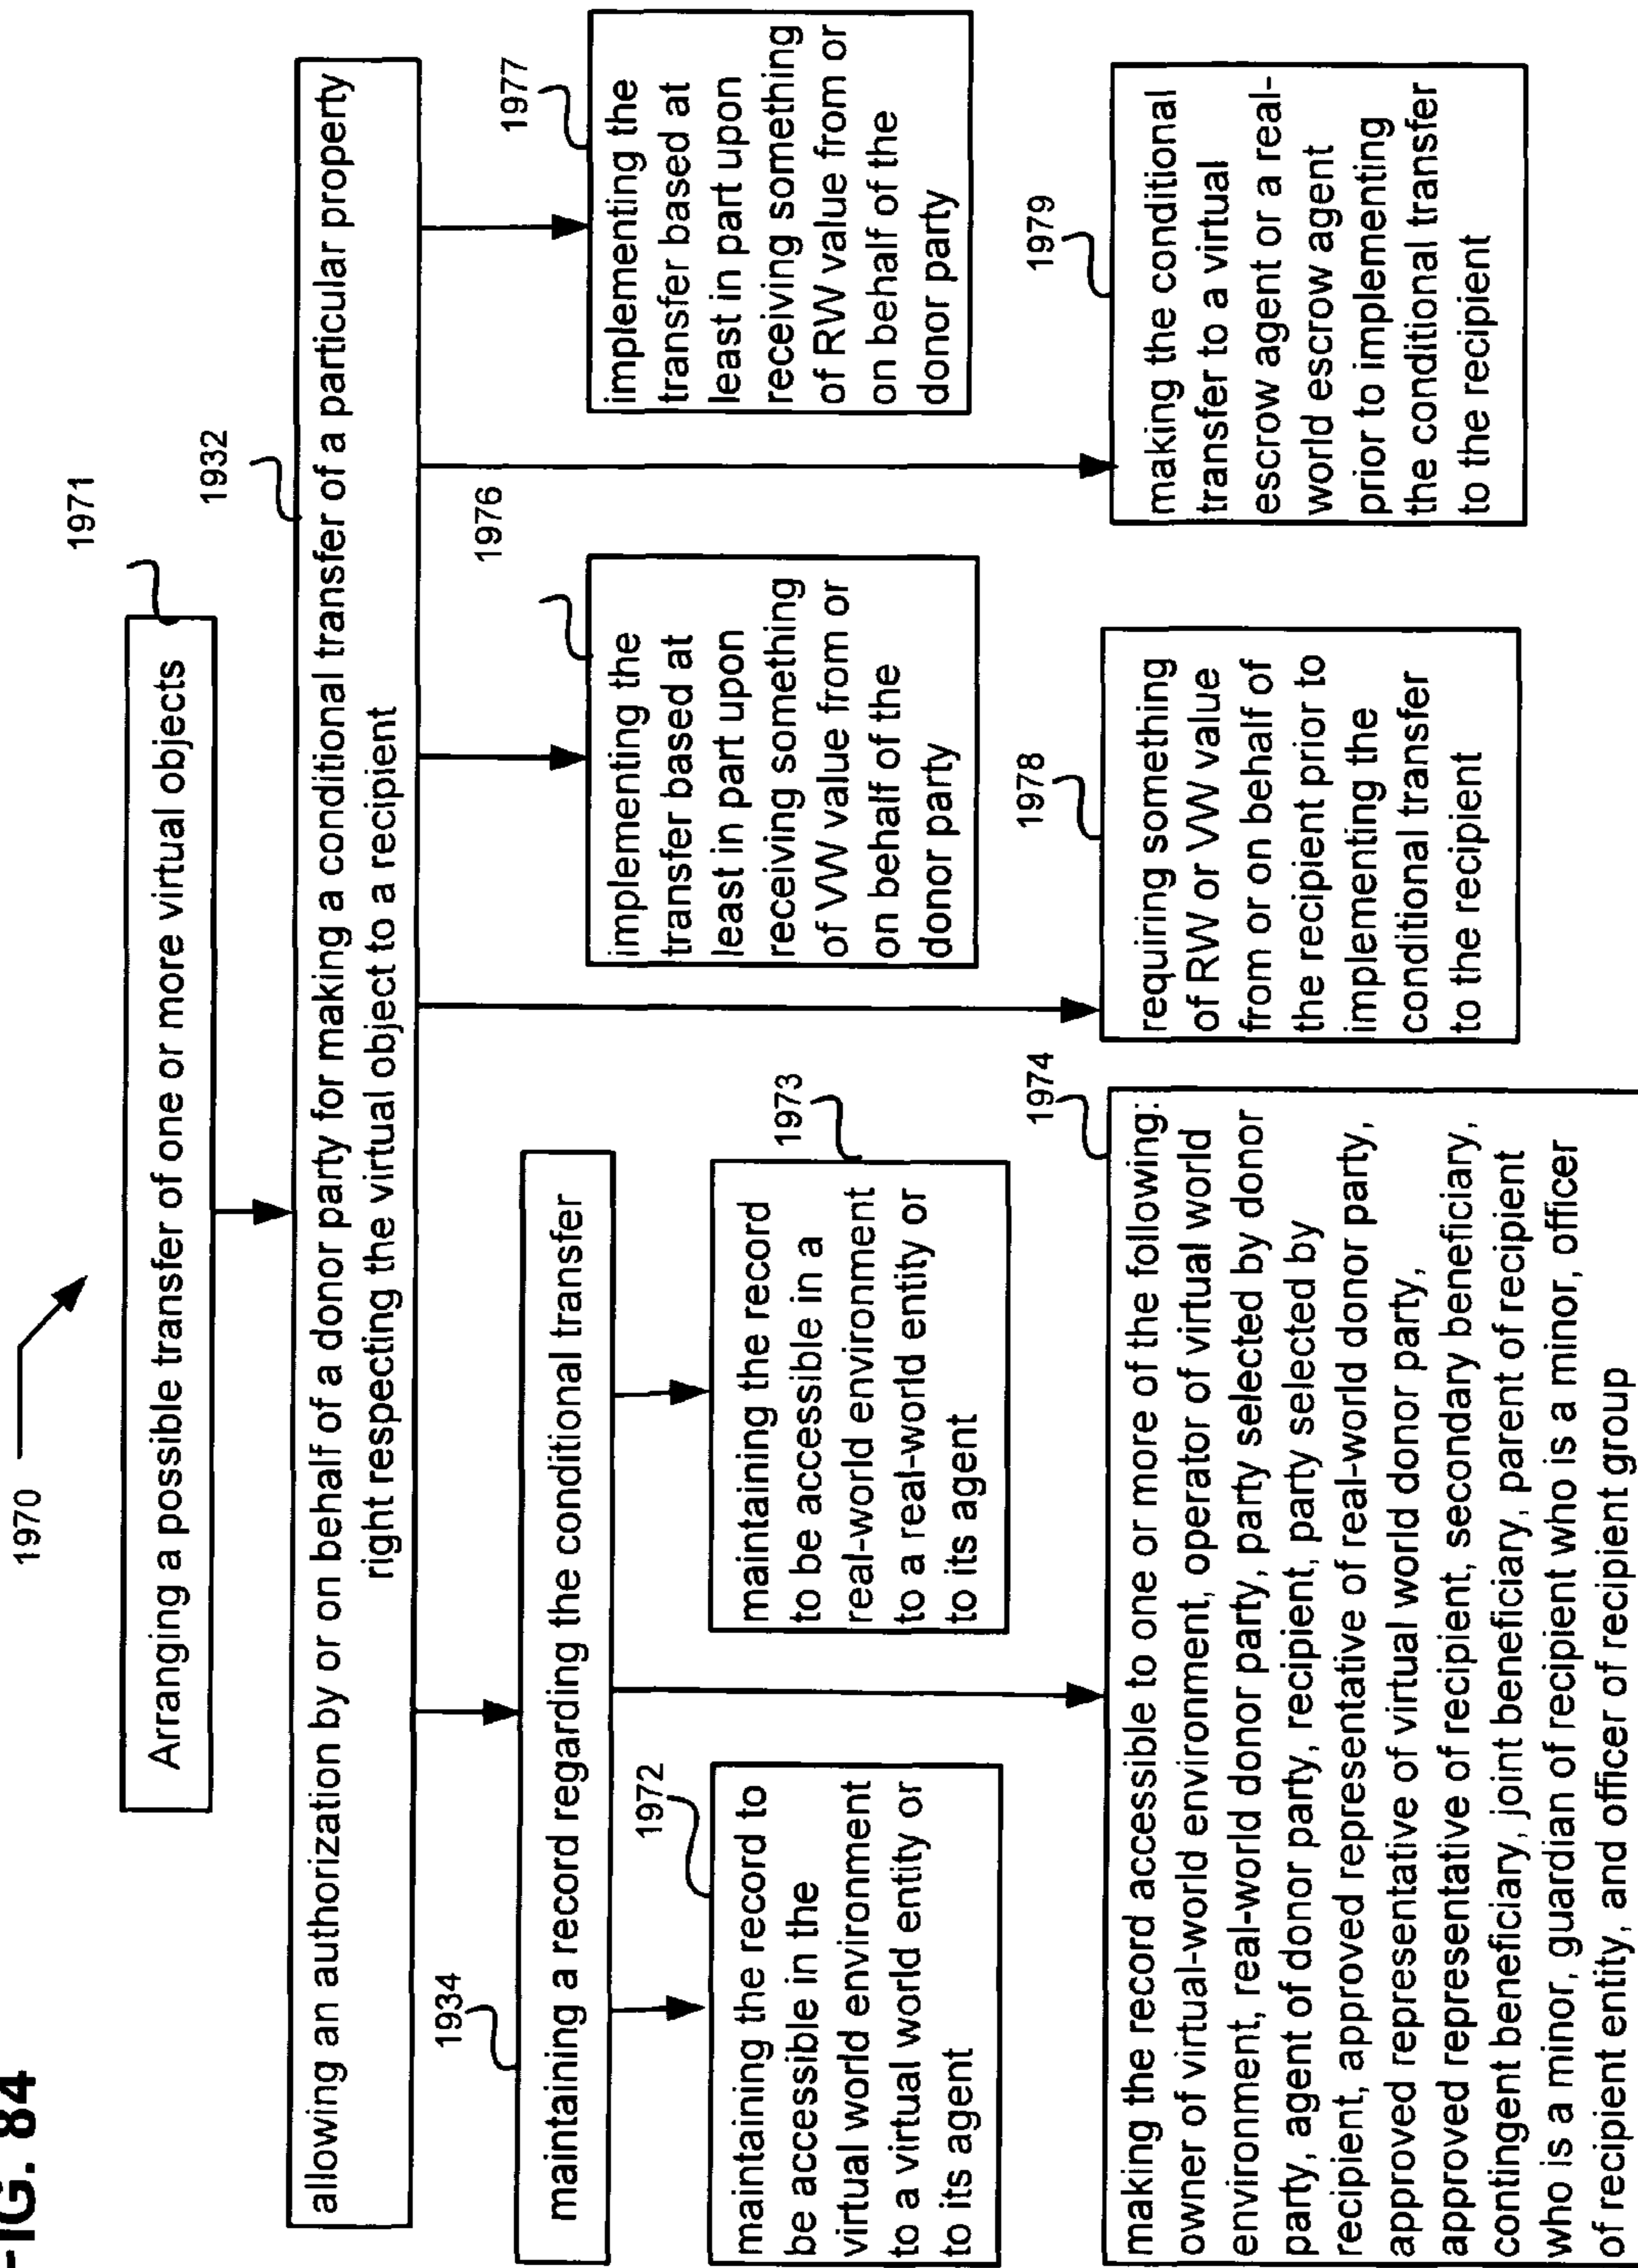 FIG. 84
1970
1971
Arranging a possible transfer of one or more virtual objects
1932
allowing an authorization by or on behalf of a donor party for making a conditional transfer of a particular property
right respecting the virtual object to a recipient
1934
maintaining a record regarding the conditional transfer
1972
maintaining the record to
be accessible in the
virtual world environment
to a virtual world entity or
to its agent
1973
maintaining the record
to be accessible in a
real-world environment
to a real-world entity or
to its agent
1974
making the record accessible to one or more of the following:
owner of virtual-world environment, operator of virtual world
environment, real-world donor party, party selected by donor
party, agent of donor party, recipient, party selected by
recipient, approved representative of real-world donor party,
approved representative of virtual world donor party,
approved representative of recipient, secondary beneficiary,
contingent beneficiary, joint beneficiary, parent of recipient
who is a minor, guardian of recipient who is a minor, officer
of recipient entity, and officer of recipient group
1976
implementing the
transfer based at
least in part upon
receiving something
of VW value from or
on behalf of the
donor party
1977
implementing the
transfer based at
least in part upon
receiving something
of RW value from or
on behalf of the
donor party
1978
requiring something
of RW or VW value
from or on behalf of
the recipient prior to
implementing the
conditional transfer
to the recipient
1979
making the conditional
transfer to a virtual
escrow agent or a real-
world escrow agent
prior to implementing
the conditional transfer
to the recipient